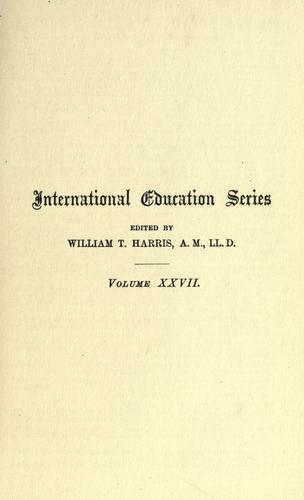 International Education Series
EDITED BY
WILLIAM T. HARRIS, A. M., LL. D.
VOLUME XXVII.